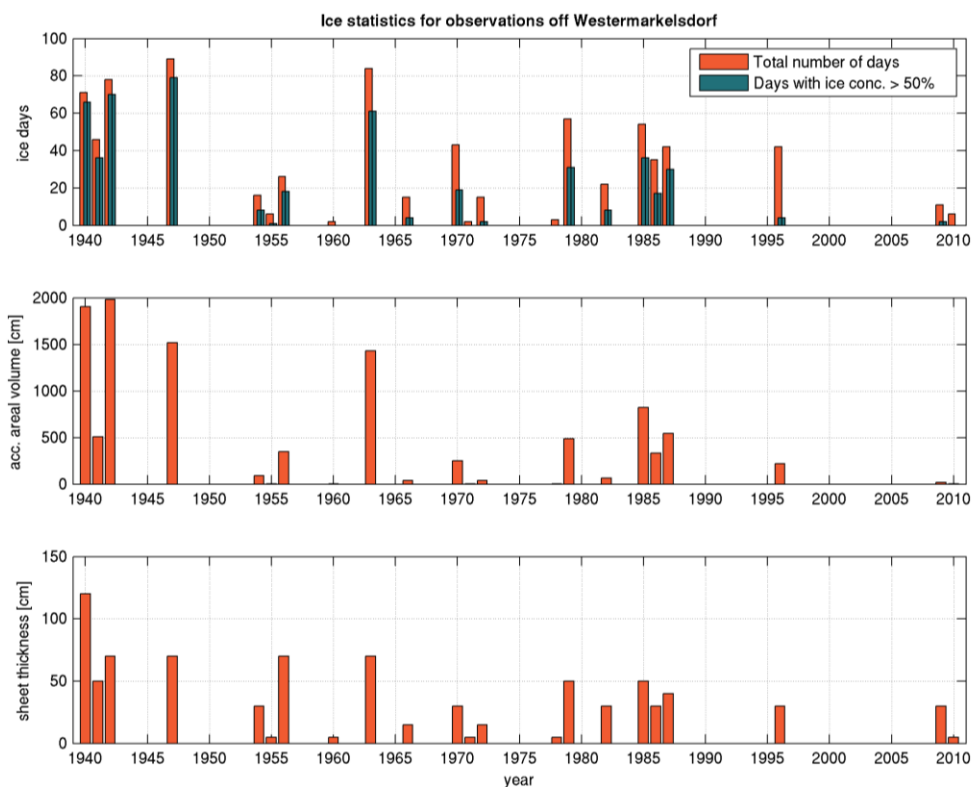 Ice statistics for observations off Westermarkelsdorf
100
80
60
40
20
0
ice days
Total number of days
Days with ice conc. > 50%
1940 1945 1950 1955 1960 1965 1970 1975 1980 1985 1990 1995 2000 2005 2010
2000
1500
1000
500
0
acc. areal volume [cm]
1940 1945 1950 1955 1960 1965 1970 1975 1980 1985 1990 1995 2000 2005 2010
150
100
50
0
sheet thickness [cm]
1940 1945 1950 1955 1960 1965 1970 1975 1980 1985 1990 1995 2000 2005 2010
year